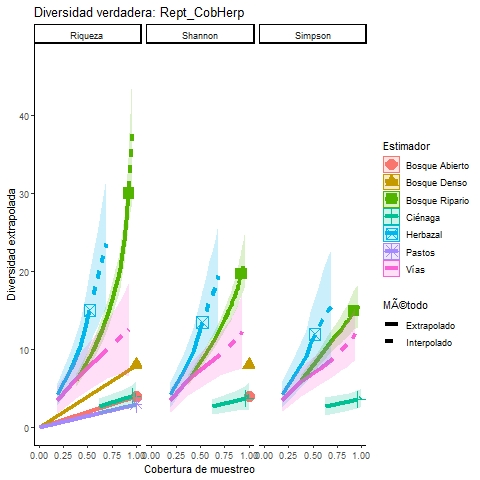 Diversidad verdadera: Rept_CobHerp
Riqueza
Shannon
Simpson
Diversidad extrapolada
40
30
20
10
0
0.00 0.25 0.50 0.75 1.00
0.00 0.25 0.50 0.75 1.00
0.00 0.25 0.50 0.75 1.00
Cobertura de muestreo
Estimador
Bosque Abierto
Bosque Denso
Bosque Ripario
Ciénaga
Herbazal
Pastos
Vías
MÃ©todo
Extrapolado
Interpolado